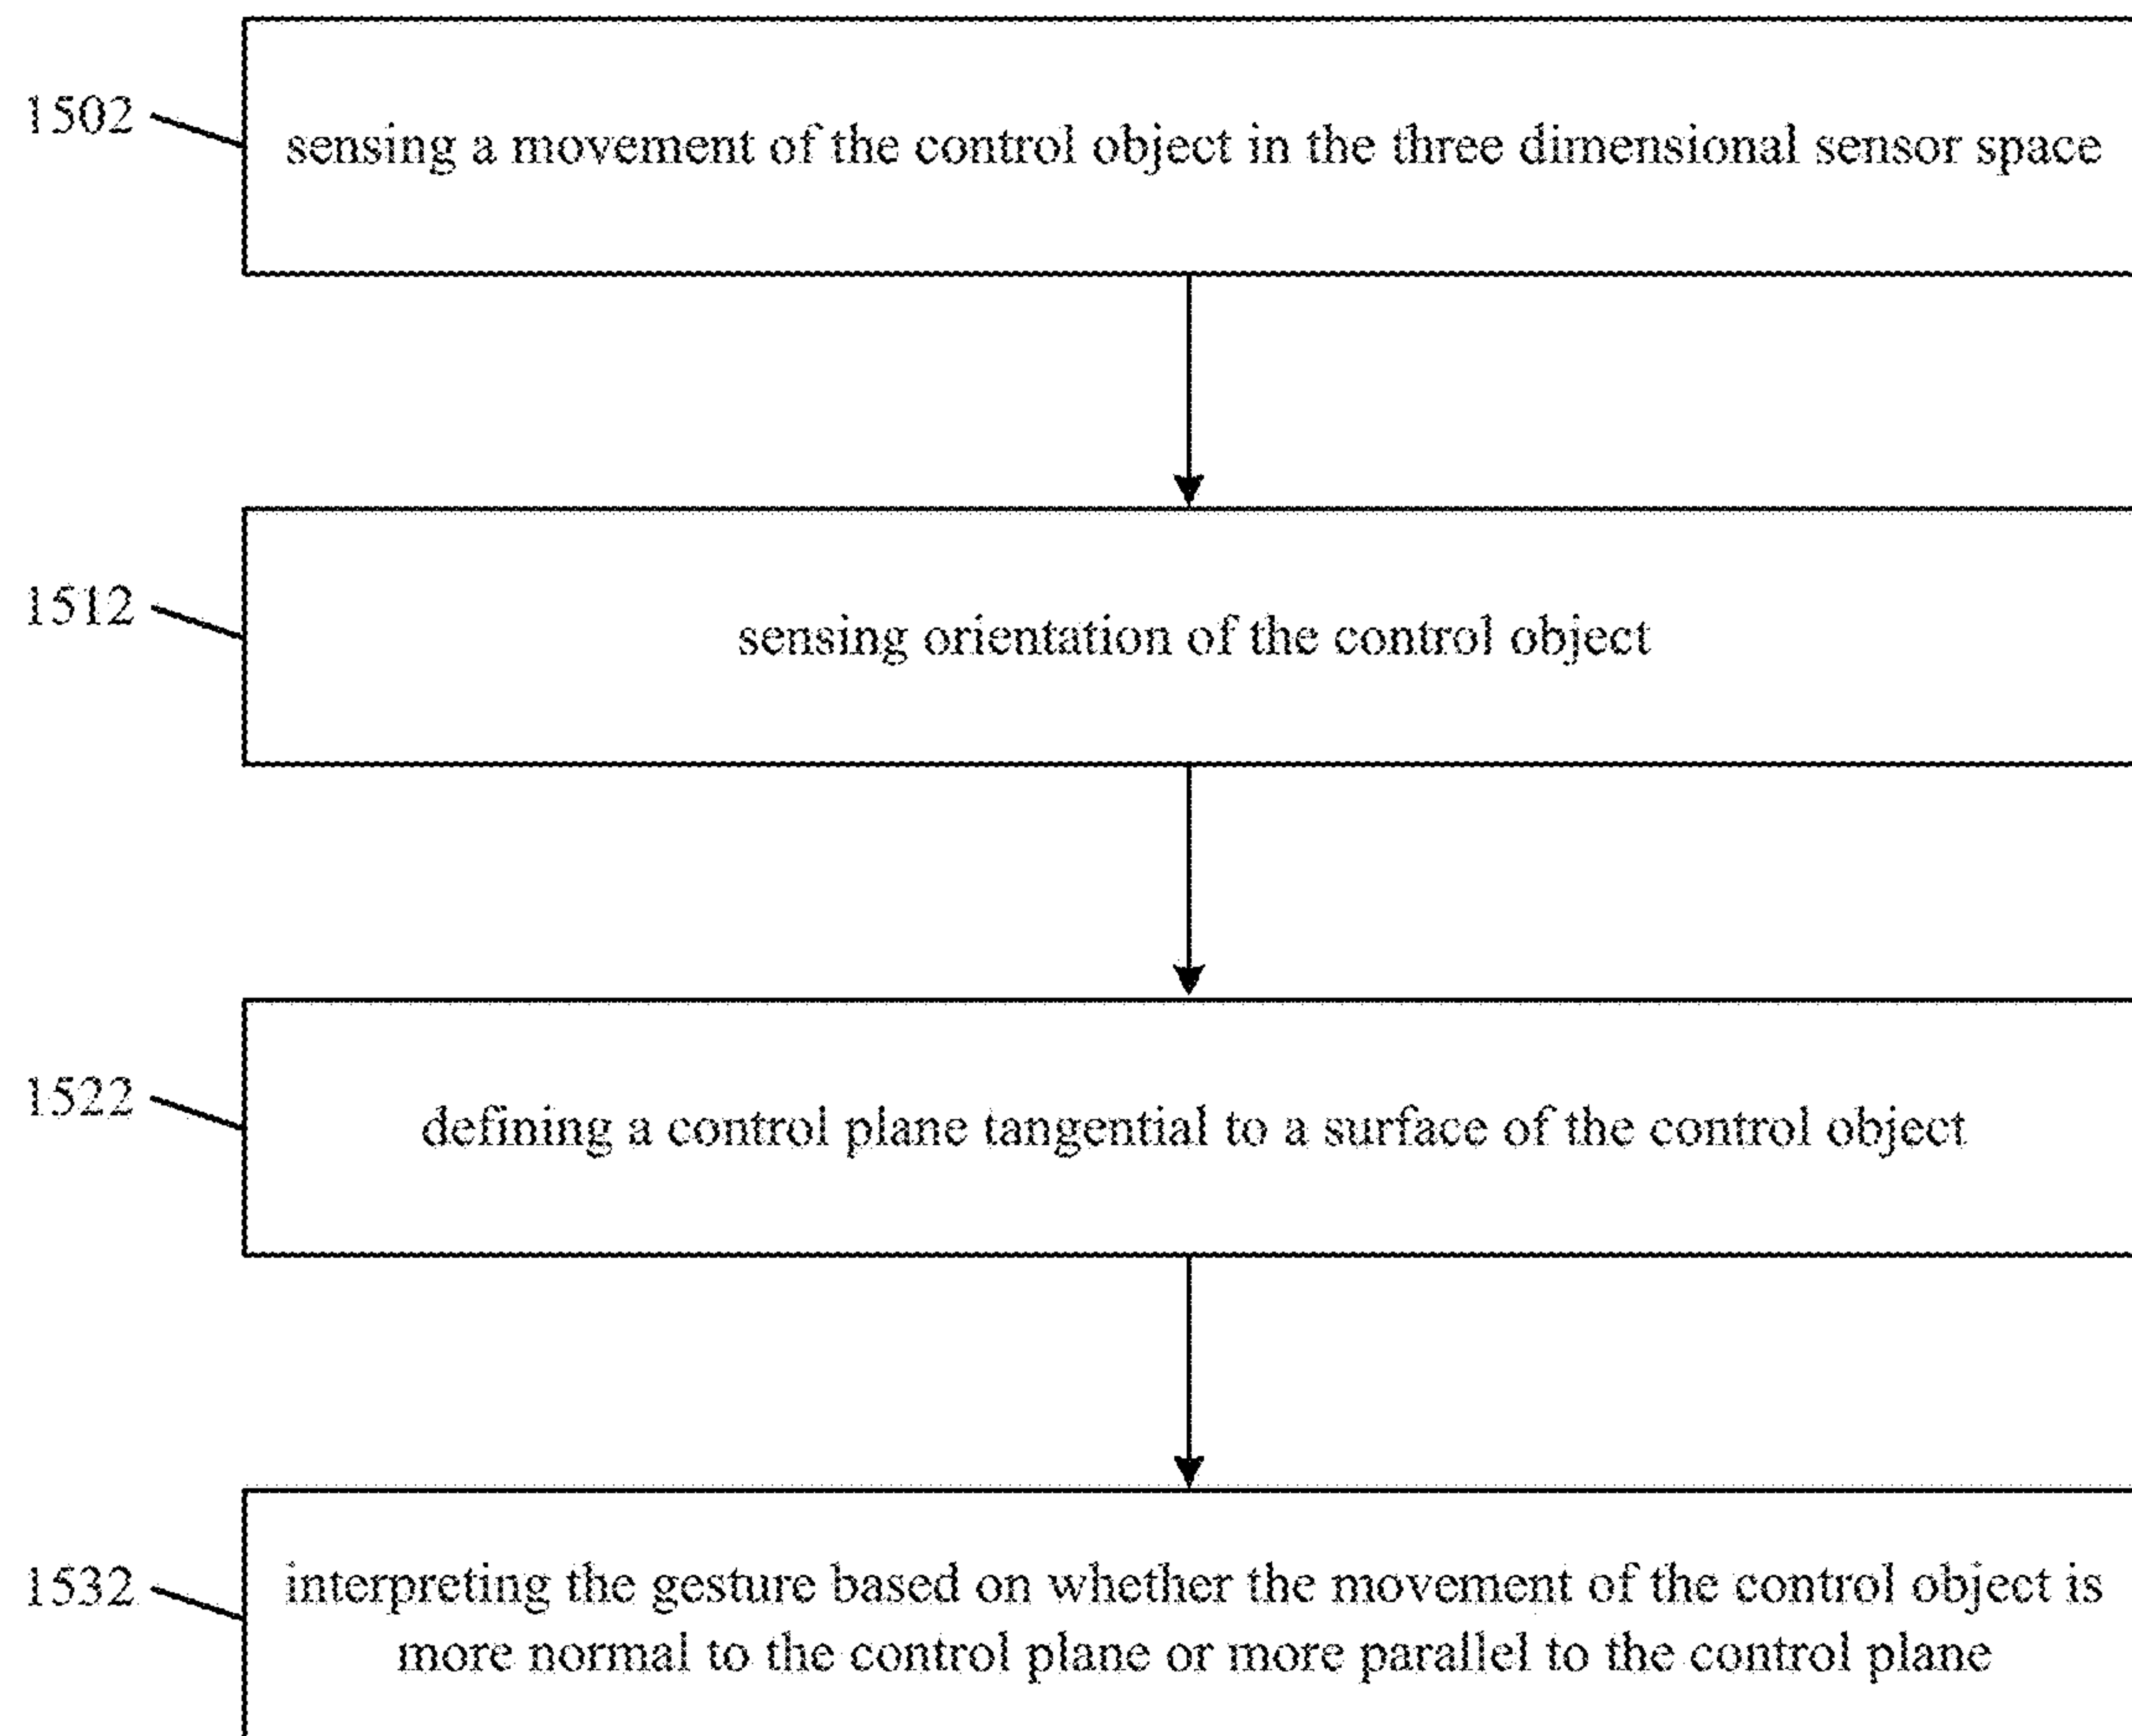 1502
sensing a movement of the control object in the three dimensional sensor space
1512
sensing orientation of the control object
1522
defining a control plane tangential to a surface of the control object
1532
interpreting the gesture based on whether the movement of the control object is
more normal to the control plane or more parallel to the control plane